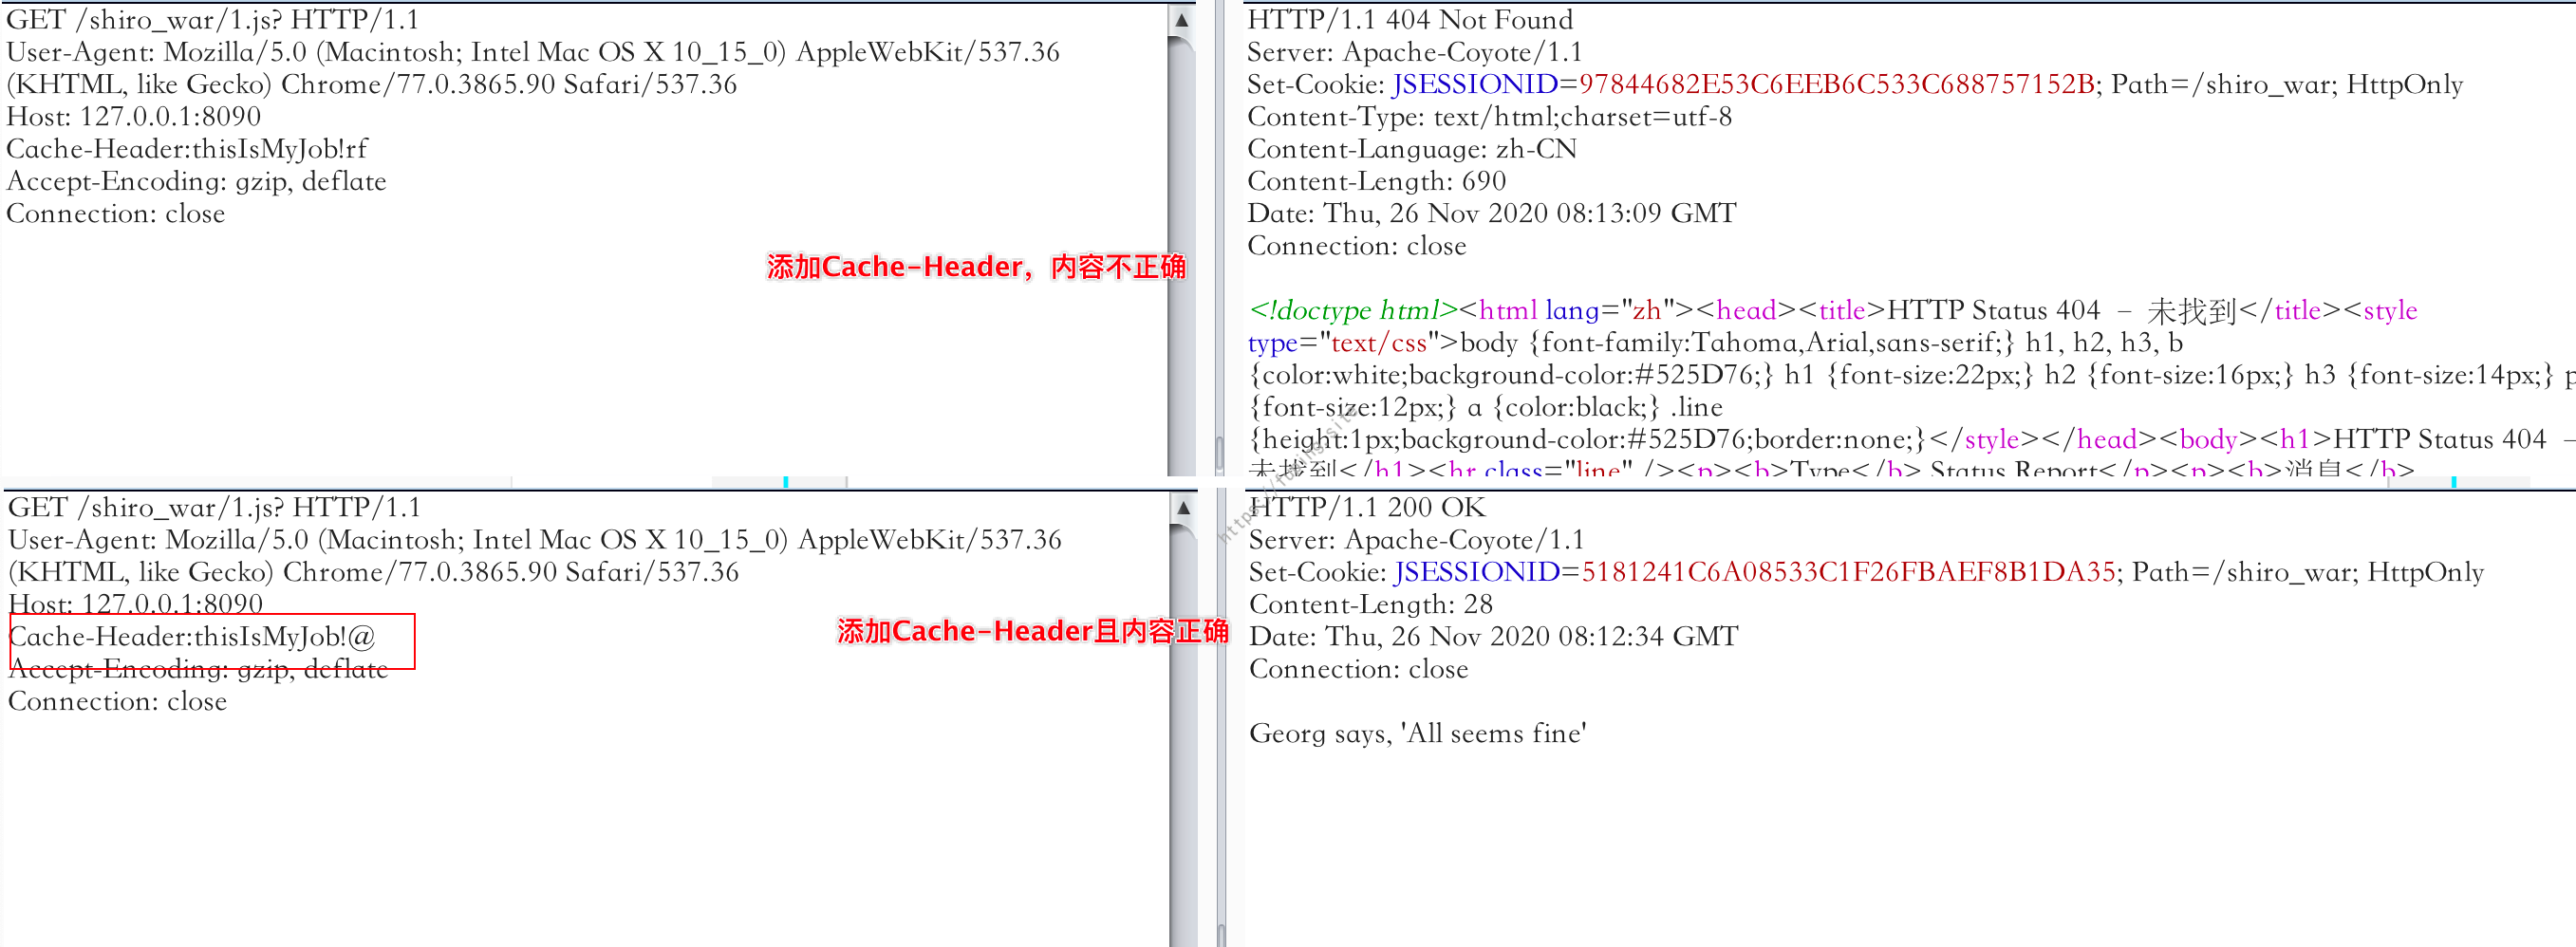 GET /shiro_war/1.js? HTTP/1.1
User-Agent: Mozilla/5.0 (Macintosh; Intel Mac OS X 10_15_0) AppleWebKit/537.36
(KHTML, like Gecko) Chrome/77.0.3865.90 Safari/537.36
Host: 127.0.0.1:8090
Cache-Header:thisIsMyJob!rf
Accept-Encoding: gzip, deflate
Connection: close
添加Cache-Header，内容不正确
HTTP/1.1 404 Not Found
Server: Apache-Coyote/1.1
Set-Cookie: JSESSIONID=97844682E53C6EEB6C533C688757152B; Path=/shiro_war; HttpOnly
Content-Type: text/html;charset=utf-8
Content-Language: zh-CN
Content-Length: 690
Date: Thu, 26 Nov 2020 08:13:09 GMT
Connection: close
<!doctype html><html lang="zh"><head><title>HTTP Status 404 – 未找到</title><style
type="text/css">body {font-family:Tahoma,Arial,sans-serif;} h1, h2, h3, b
{color:white;background-color:#525D76;} h1 {font-size:22px;} h2 {font-size:16px;} h3 {font-size:14px;} p
{font-size:12px;} a {color:black;} .line
{height:1px;background-color:#525D76;border:none;}</style></head><body><h1>HTTP Status 404 –
未找到</h1><hr class="line" /><p><b>Type</b> Status Report</p><p><b>消息</b>
GET /shiro_war/1.js? HTTP/1.1
User-Agent: Mozilla/5.0 (Macintosh; Intel Mac OS X 10_15_0) AppleWebKit/537.36
(KHTML, like Gecko) Chrome/77.0.3865.90 Safari/537.36
Host: 127.0.0.1:8090
Cache-Header:thisIsMyJob!@
Accept-Encoding: gzip, deflate
Connection: close
添加Cache-Header且内容正确
HTTP/1.1 200 OK
Server: Apache-Coyote/1.1
Set-Cookie: JSESSIONID=5181241C6A08533C1F26FBAEF8B1DA35; Path=/shiro_war; HttpOnly
Content-Length: 28
Date: Thu, 26 Nov 2020 08:12:34 GMT
Connection: close
Georg says, 'All seems fine'